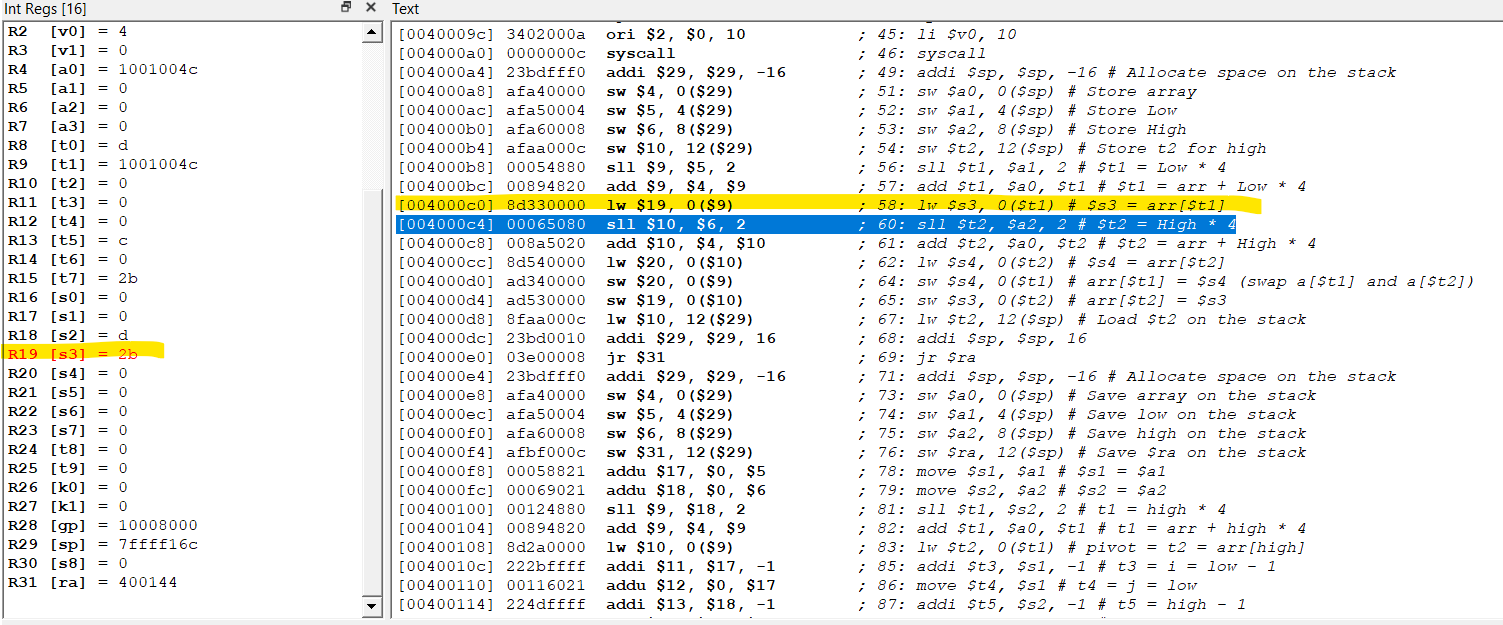 Int Regs [16]
R2 [v0] = 4
R3 [v1] = 0
R4 [a0] = 1001004c
R5 [a1] = 0
R6 [a2] = 0
R7 [a3] = 0
R8 [t0] = d
R9 [t1] = 1001004c
R10 [t2] = 0
R11 [t3] = 0
R12 [t4] = 0
R13 [t5] = c
R14 [t6] = 0
R15 [t7] = 2b
R16 [s0] = 0
R17 [s1] = 0
R18 [s2] = d
R19 [s3] = 2b
R20 [s4] = 0
R21 [s5] = 0
R22 [s6] = 0
R23 [s7] = 0
R24 [t8] = 0
R25 [t9] = 0
R26 [k0] = 0
R27 [k1] = 0
R28 [gp] = 10008000
R29 [sp] = 7ffff16c
R30 [s8] = 0
R31 [ra] = 400144
Text
[0040009c] 3402000a ori $2, $0, 10 ; 45: li $v0, 10
[004000a0] 0000000c syscall ; 46: syscall
[004000a4] 23bdfff0 addi $29, $29, -16 ; 49: addi $sp, $sp, -16 # Allocate space on the stack
[004000a8] afa40000 sw $4, 0($29) ; 51: sw $a0, 0($sp) # Store array
[004000ac] afa50004 sw $5, 4($29) ; 52: sw $a1, 4($sp) # Store Low
[004000b0] afa60008 sw $6, 8($29) ; 53: sw $a2, 8($sp) # Store High
[004000b4] afaa000c sw $10, 12($29) ; 54: sw $t2, 12($sp) # Store t2 for high
[004000b8] 00054880 sll $9, $5, 2 ; 56: sll $t1, $a1, 2 # $t1 = Low * 4
[004000bc] 00894820 add $9, $4, $9 ; 57: add $t1, $a0, $t1 # $t1 = arr + Low * 4
[004000c0] 8d330000 lw $19, 0($9) ; 58: lw $s3, 0($t1) # $s3 = arr[$t1]
[004000c4] 00065080 sll $10, $6, 2 ; 60: sll $t2, $a2, 2 # $t2 = High * 4
[004000c8] 008a5020 add $10, $4, $10 ; 61: add $t2, $a0, $t2 # $t2 = arr + High * 4
[004000cc] 8d540000 lw $20, 0($10) ; 62: lw $s4, 0($t2) # $s4 = arr[$t2]
[004000d0] ad340000 sw $20, 0($9) ; 64: sw $s4, 0($t1) # arr[$t1] = $s4 (swap a[$t1] and a[$t2])
[004000d4] ad530000 sw $19, 0($10) ; 65: sw $s3, 0($t2) # arr[$t2] = $s3
[004000d8] 8faa000c lw $10, 12($29) ; 67: lw $t2, 12($sp) # Load $t2 on the stack
[004000dc] 23bd0010 addi $29, $29, 16 ; 68: addi $sp, $sp, 16
[004000e0] 03e00008 jr $31 ; 69: jr $ra
[004000e4] 23bdfff0 addi $29, $29, -16 ; 71: addi $sp, $sp, -16 # Allocate space on the stack
[004000e8] afa40000 sw $4, 0($29) ; 73: sw $a0, 0($sp) # Save array on the stack
[004000ec] afa50004 sw $5, 4($29) ; 74: sw $a1, 4($sp) # Save low on the stack
[004000f0] afa60008 sw $6, 8($29) ; 75: sw $a2, 8($sp) # Save high on the stack
[004000f4] afbf000c sw $31, 12($29) ; 76: sw $ra, 12($sp) # Save $ra on the stack
[004000f8] 00058821 addu $17, $0, $5 ; 78: move $s1, $a1 # $s1 = $a1
[004000fc] 00069021 addu $18, $0, $6 ; 79: move $s2, $a2 # $s2 = $a2
[00400100] 00124880 sll $9, $18, 2 ; 81: sll $t1, $s2, 2 # t1 = high * 4
[00400104] 00894820 add $9, $4, $9 ; 82: add $t1, $a0, $t1 # t1 = arr + high * 4
[00400108] 8d2a0000 lw $10, 0($9) ; 83: lw $t2, 0($t1) # pivot = t2 = arr[high]
[0040010c] 222bffff addi $11, $17, -1 ; 85: addi $t3, $s1, -1 # t3 = i = low - 1
[00400110] 00116021 addu $12, $0, $17 ; 86: move $t4, $s1 # t4 = j = low
[00400114] 224dffff addi $13, $18, -1 ; 87: addi $t5, $s2, -1 # t5 = high - 1